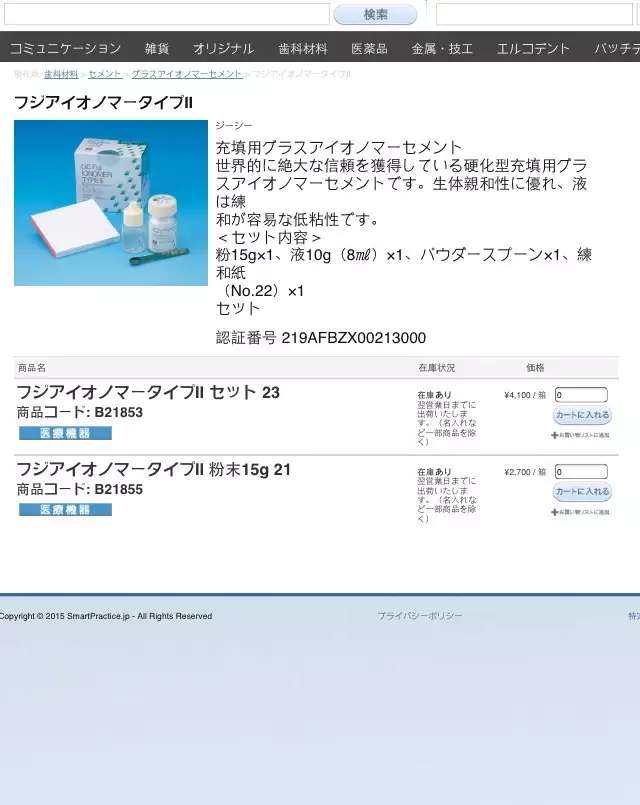 検索
コミュニケーション 雑貨 オリジナル 歯科材料 医薬品 金属・技工 エルコデント パッチテ
歯科材料 > セメント > グラスアイオノマーセメント > フジアイオノマータイプII
フジアイオノマータイプII
ジーシー
充填用グラスアイオノマーセメント
世界的に絶大な信頼を獲得している硬化型充填用グラ
スアイオノマーセメントです。生体親和性に優れ、液
は練
和が容易な低粘性です。
＜セット内容＞
粉15g×1、液10g（8㎖）×1、パウダースプーン×1、練
和紙
（No.22）×1
セット
認証番号 219AFBZX00213000
GC Fuji
IONOMER
TYPE II
商品名 在庫状況 価格
フジアイオノマータイプII セット 23
商品コード: B21853
医療機器
在庫あり
翌営業日までに
出荷いたしま
す。（名入れな
ど一部商品を除
く）
¥4,100 / 箱
0
カートに入れる
お買い物リストに追加
フジアイオノマータイプII 粉末15g 21
商品コード: B21855
医療機器
在庫あり
翌営業日までに
出荷いたしま
す。（名入れな
ど一部商品を除
く）
¥2,700 / 箱
0
カートに入れる
お買い物リストに追加
Copyright © 2015 SmartPractice.jp - All Rights Reserved
プライバシーポリシー
特定